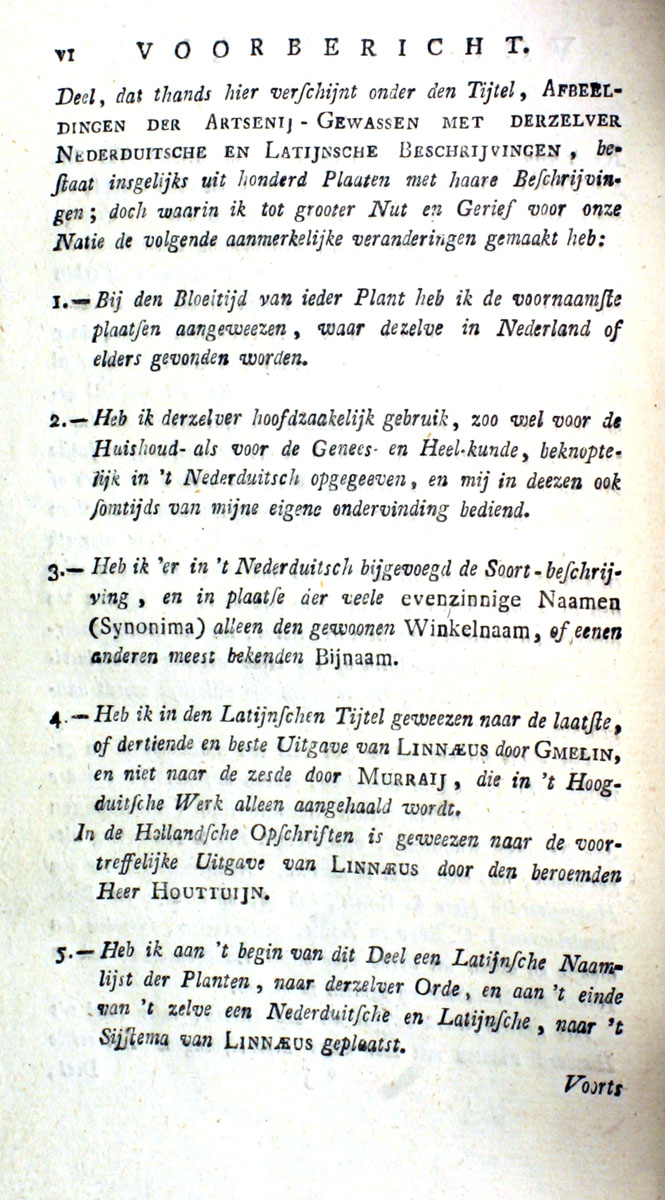 VI VOORBERICHT.
Deel, dat thands hier verſchijnt onder den Tijtel, AFBEEL-
DINGEN DER ARTSENIJ-GEWASSEN MET DERZELVER
NEDERDUITSCHE EN LATIJNSCHE BESCHRIJVINGEN, be-
ſtaat insgelijks uit honderd Plaaten met haare Beſchrijvin-
gen; doch waarin ik tot grooter Nut en Gerief voor onze
Natie de volgende aanmerkelijke veranderingen gemaakt heb:
1.— Bij den Bloeitijd van ieder Plant heb ik de voornaamſte
plaatſen aangeweezen, waar dezelve in Nederland of
elders gevonden worden.
2.— Heb ik derzelver hoofdzaakelijk gebruik, zoo wel voor de
Huishoud- als voor de Genees- en Heel-kunde, beknopte-
lijk in 't Nederduitsch opgegeeven, en mij in deezen ook
ſomtijds van mijne eigene ondervinding bediend.
3.— Heb ik 'er in 't Nederduitsch bijgevoegd de Soort-beſchrij-
ving, en in plaatſe der veele evenzinnige Naamen
(Synonima) alleen den gewoonen Winkelnaam, of eenen
anderen meest bekenden Bijnaam.
4.— Heb ik in den Latijnſchen Tijtel geweezen naar de laatſte,
of dertiende en beste Uitgave van LINNÆUS door GMELIN,
en niet naar de zesde door MURRAIJ, die in 't Hoog-
duitſche Werk alleen aangehaald wordt.
In de Hollandſche Opſchriften is geweezen naar de voor-
treffelijke Uitgave van LINNÆUS door den beroemden
Heer HOUTTUIJN.
5.— Heb ik aan 't begin van dit Deel een Latijnſche Naam-
lijst der Planten, naar derzelver Orde, en aan 't einde
van 't zelve een Nederduitſche en Latijnſche, naar 't
Sijſtema van LINNÆUS geplaatst.
Voorts